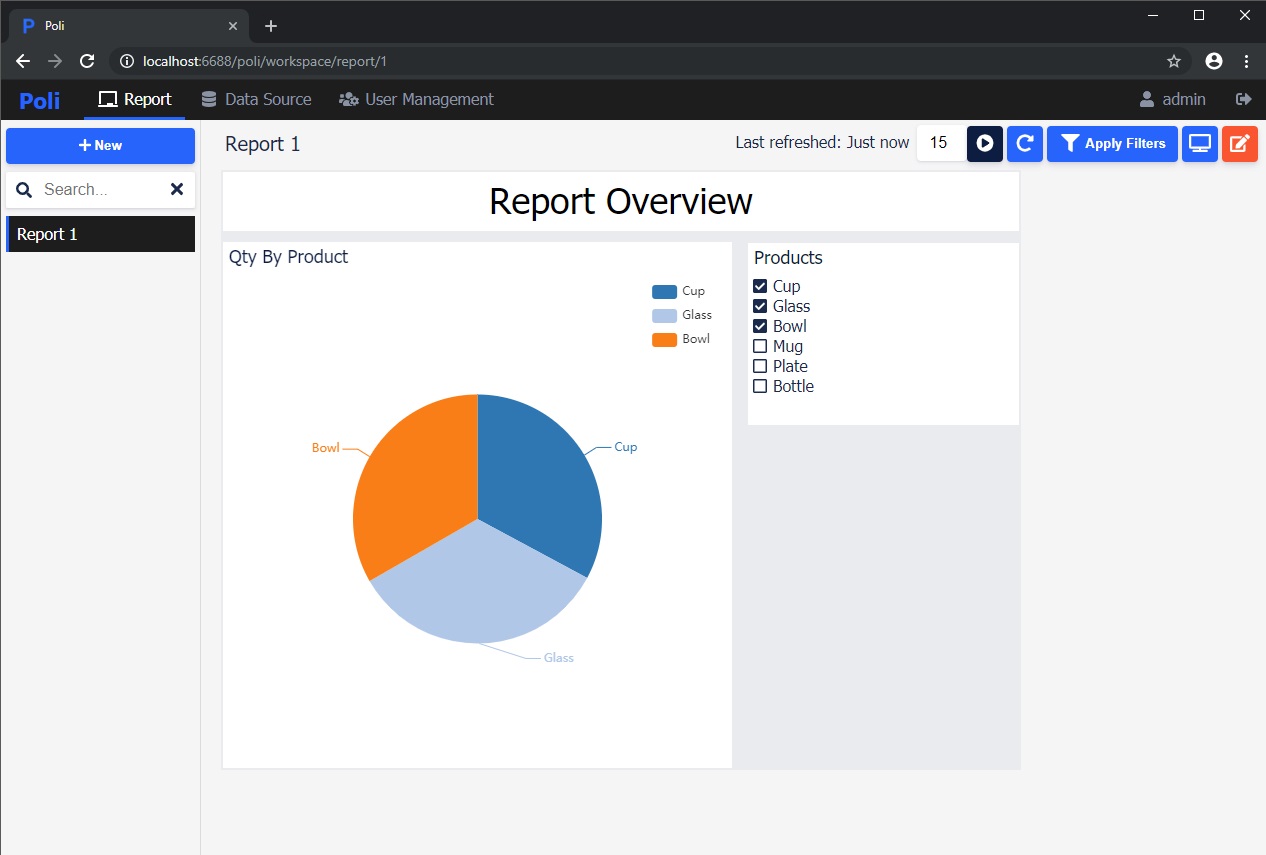 Poli
localhost:6688/poli/workspace/report/1
Poli Report Data Source User Management admin
New
Search...
Report 1
Report 1
Last refreshed: Just now 15 Apply Filters
Report Overview
Qty By Product
Cup
Glass
Bowl
Bowl
Cup
Glass
Products
Cup
Glass
Bowl
Mug
Plate
Bottle